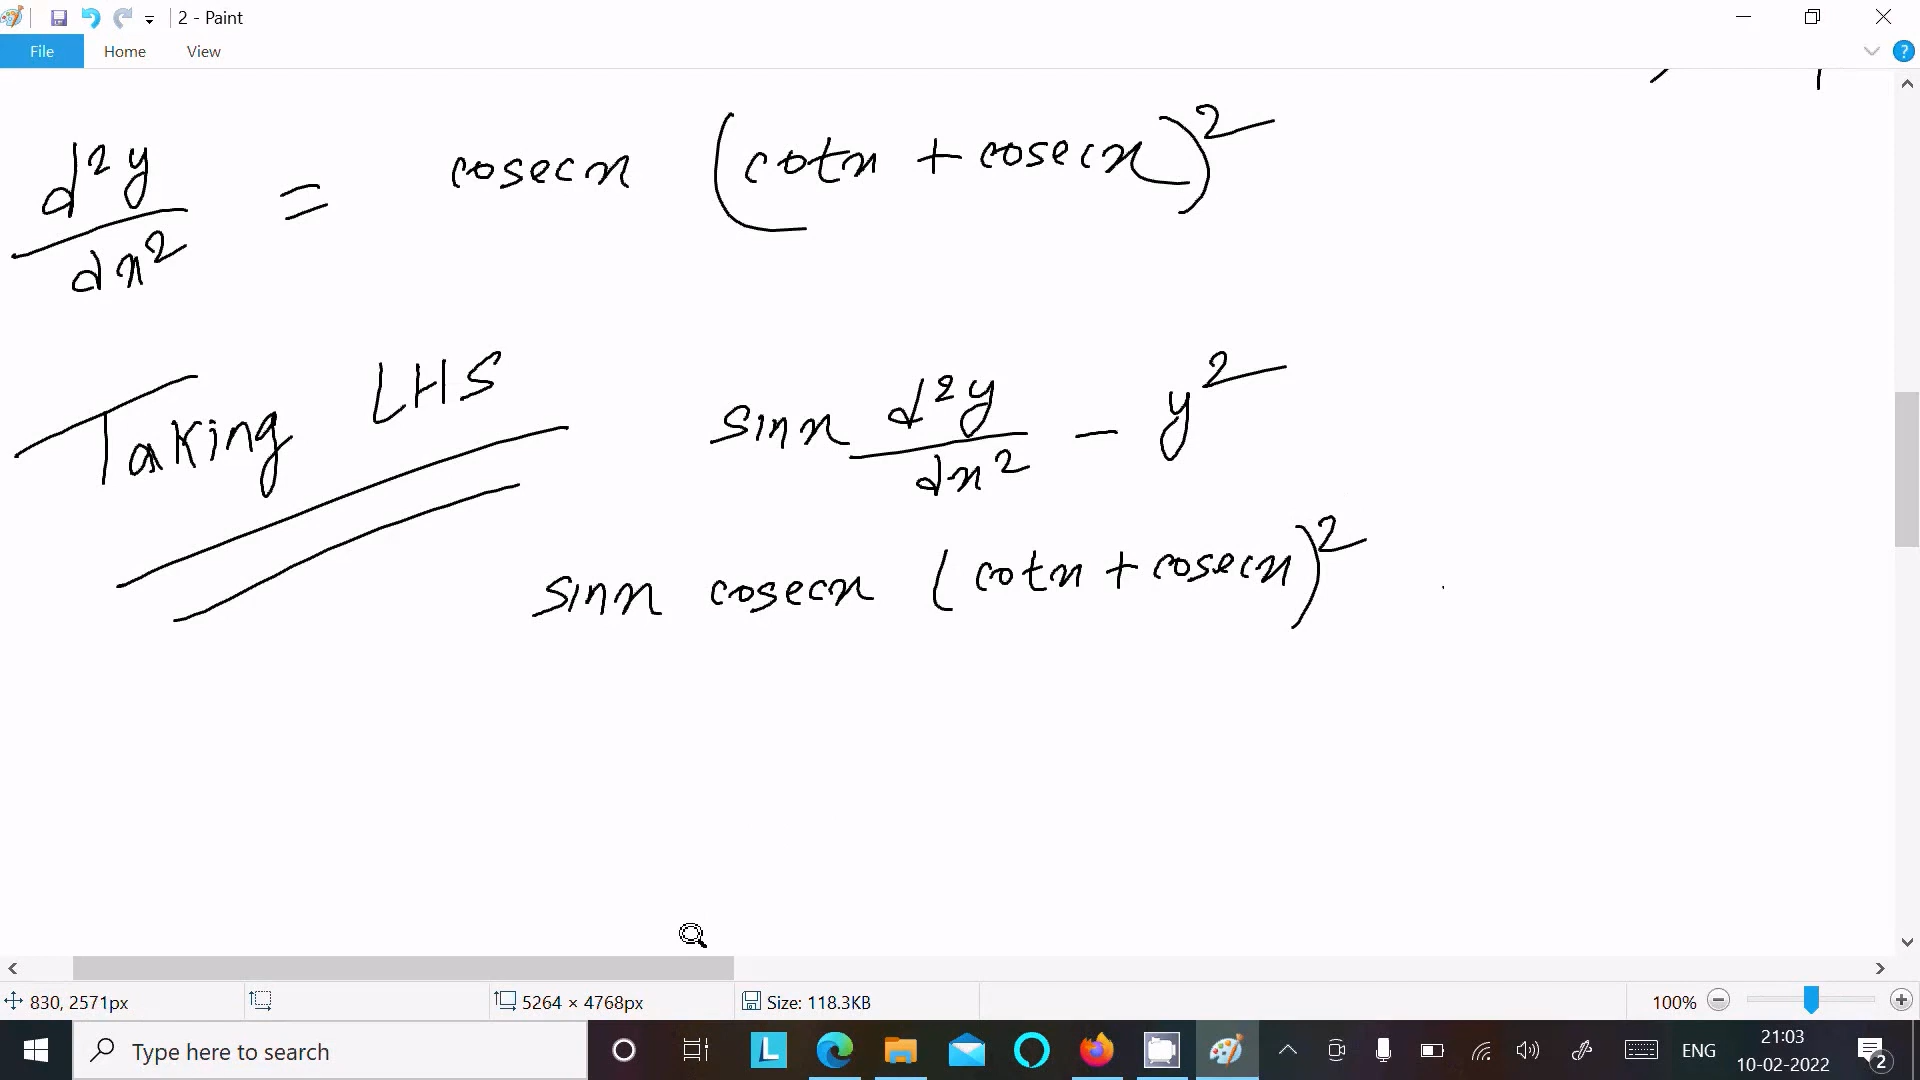 2 - Paint
File Home View
d²y/dx² = cosecx (cotx + cosecx)²
Taking LHS sinx d²y/dx² - y²
sinx cosecx (cotx + cosecx)²
830, 2571px 5264 × 4768px Size: 118.3KB 100%
Type here to search L ENG 21:03
10-02-2022 2